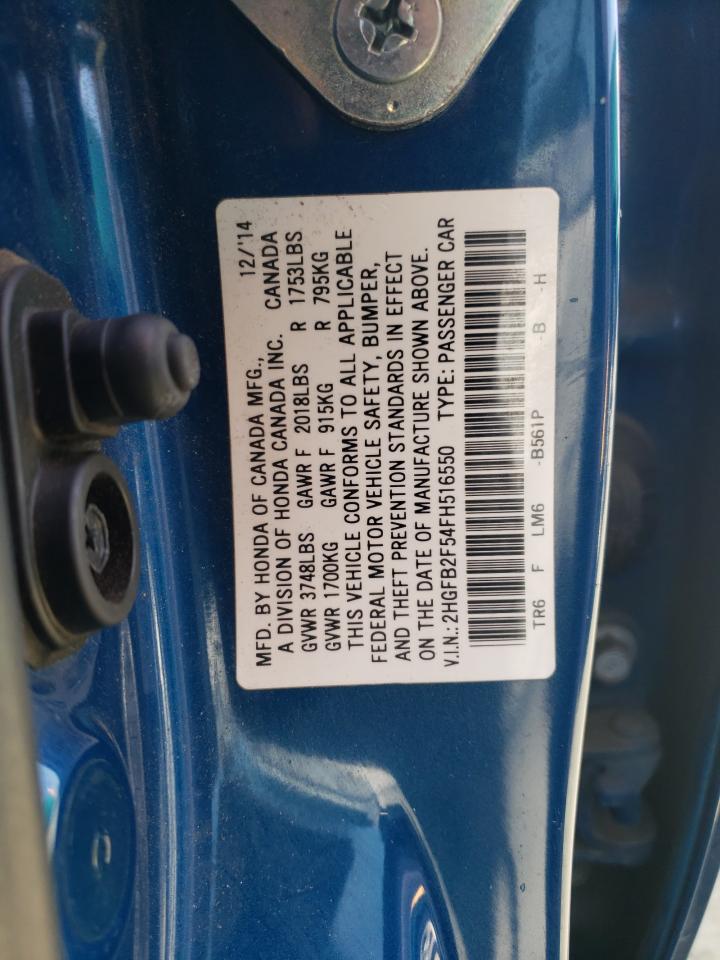 MFD. BY HONDA OF CANADA MFG., 12/'14
A DIVISION OF HONDA CANADA INC. CANADA
GVWR 3748LBS GAWR F 2018LBS R 1753LBS
GVWR 1700KG GAWR F 915KG R 795KG
THIS VEHICLE CONFORMS TO ALL APPLICABLE
FEDERAL MOTOR VEHICLE SAFETY, BUMPER,
AND THEFT PREVENTION STANDARDS IN EFFECT
ON THE DATE OF MANUFACTURE SHOWN ABOVE.
V.I.N.: 2HGFB2F54FH516550 TYPE: PASSENGER CAR
TR6 F LM6 -B561P -B -H